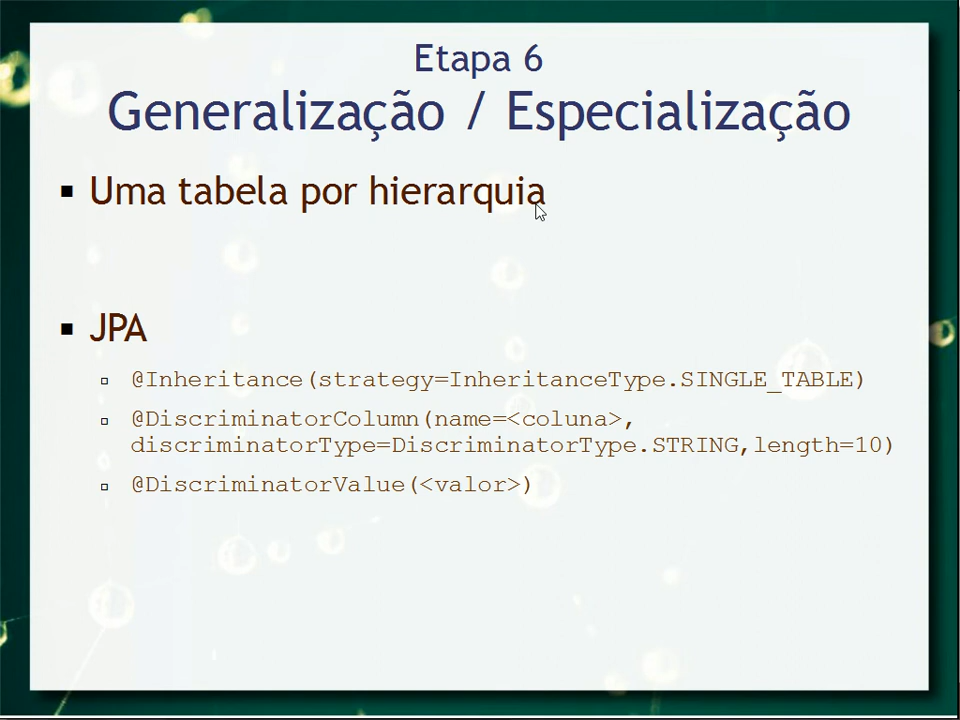 Etapa 6
Generalização / Especialização
Uma tabela por hierarquia
JPA
@Inheritance(strategy=InheritanceType.SINGLE_TABLE)
@DiscriminatorColumn(name=<coluna>,
discriminatorType=DiscriminatorType.STRING,length=10)
@DiscriminatorValue(<valor>)